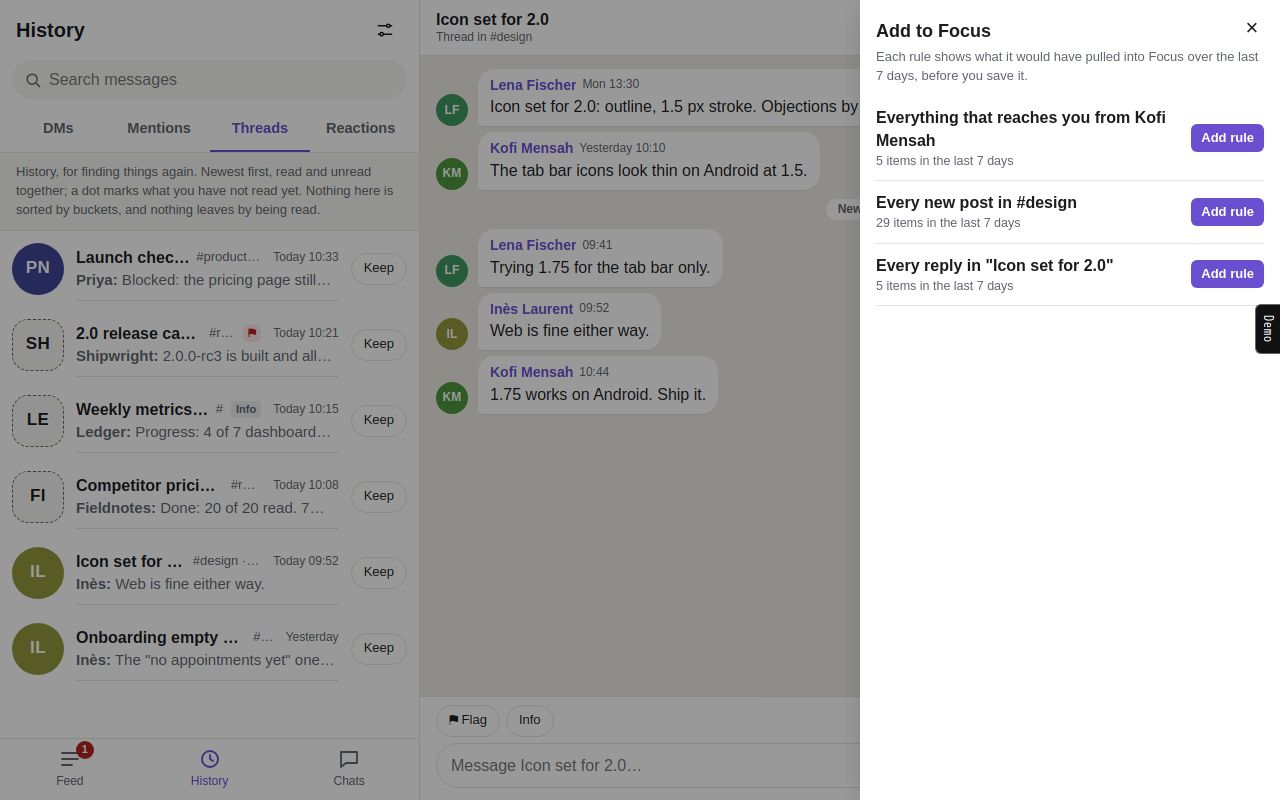 History
Search messages
DMs
Mentions
Threads
Reactions
History, for finding things again. Newest first, read and unread
together; a dot marks what you have not read yet. Nothing here is
sorted by buckets, and nothing leaves by being read.
PN
Launch chec… #product… Today 10:33
Priya: Blocked: the pricing page still…
Keep
SH
2.0 release ca… #r… Today 10:21
Shipwright: 2.0.0-rc3 is built and all…
Keep
LE
Weekly metrics… # Info Today 10:15
Ledger: Progress: 4 of 7 dashboard…
Keep
FI
Competitor prici… #r… Today 10:08
Fieldnotes: Done: 20 of 20 read. 7…
Keep
IL
Icon set for … #design ·… Today 09:52
Inès: Web is fine either way.
Keep
IL
Onboarding empty … #… Yesterday
Inès: The "no appointments yet" one…
Keep
1
Feed
History
Chats
Icon set for 2.0
Thread in #design
Lena Fischer Mon 13:30
LF
Icon set for 2.0: outline, 1.5 px stroke. Objections by
Kofi Mensah Yesterday 10:10
KM
The tab bar icons look thin on Android at 1.5.
New
Lena Fischer 09:41
LF
Trying 1.75 for the tab bar only.
Inès Laurent 09:52
IL
Web is fine either way.
Kofi Mensah 10:44
KM
1.75 works on Android. Ship it.
Flag
Info
Message Icon set for 2.0…
Add to Focus
Each rule shows what it would have pulled into Focus over the last
7 days, before you save it.
Everything that reaches you from Kofi
Mensah
5 items in the last 7 days
Add rule
Every new post in #design
29 items in the last 7 days
Add rule
Every reply in "Icon set for 2.0"
5 items in the last 7 days
Add rule
Demo